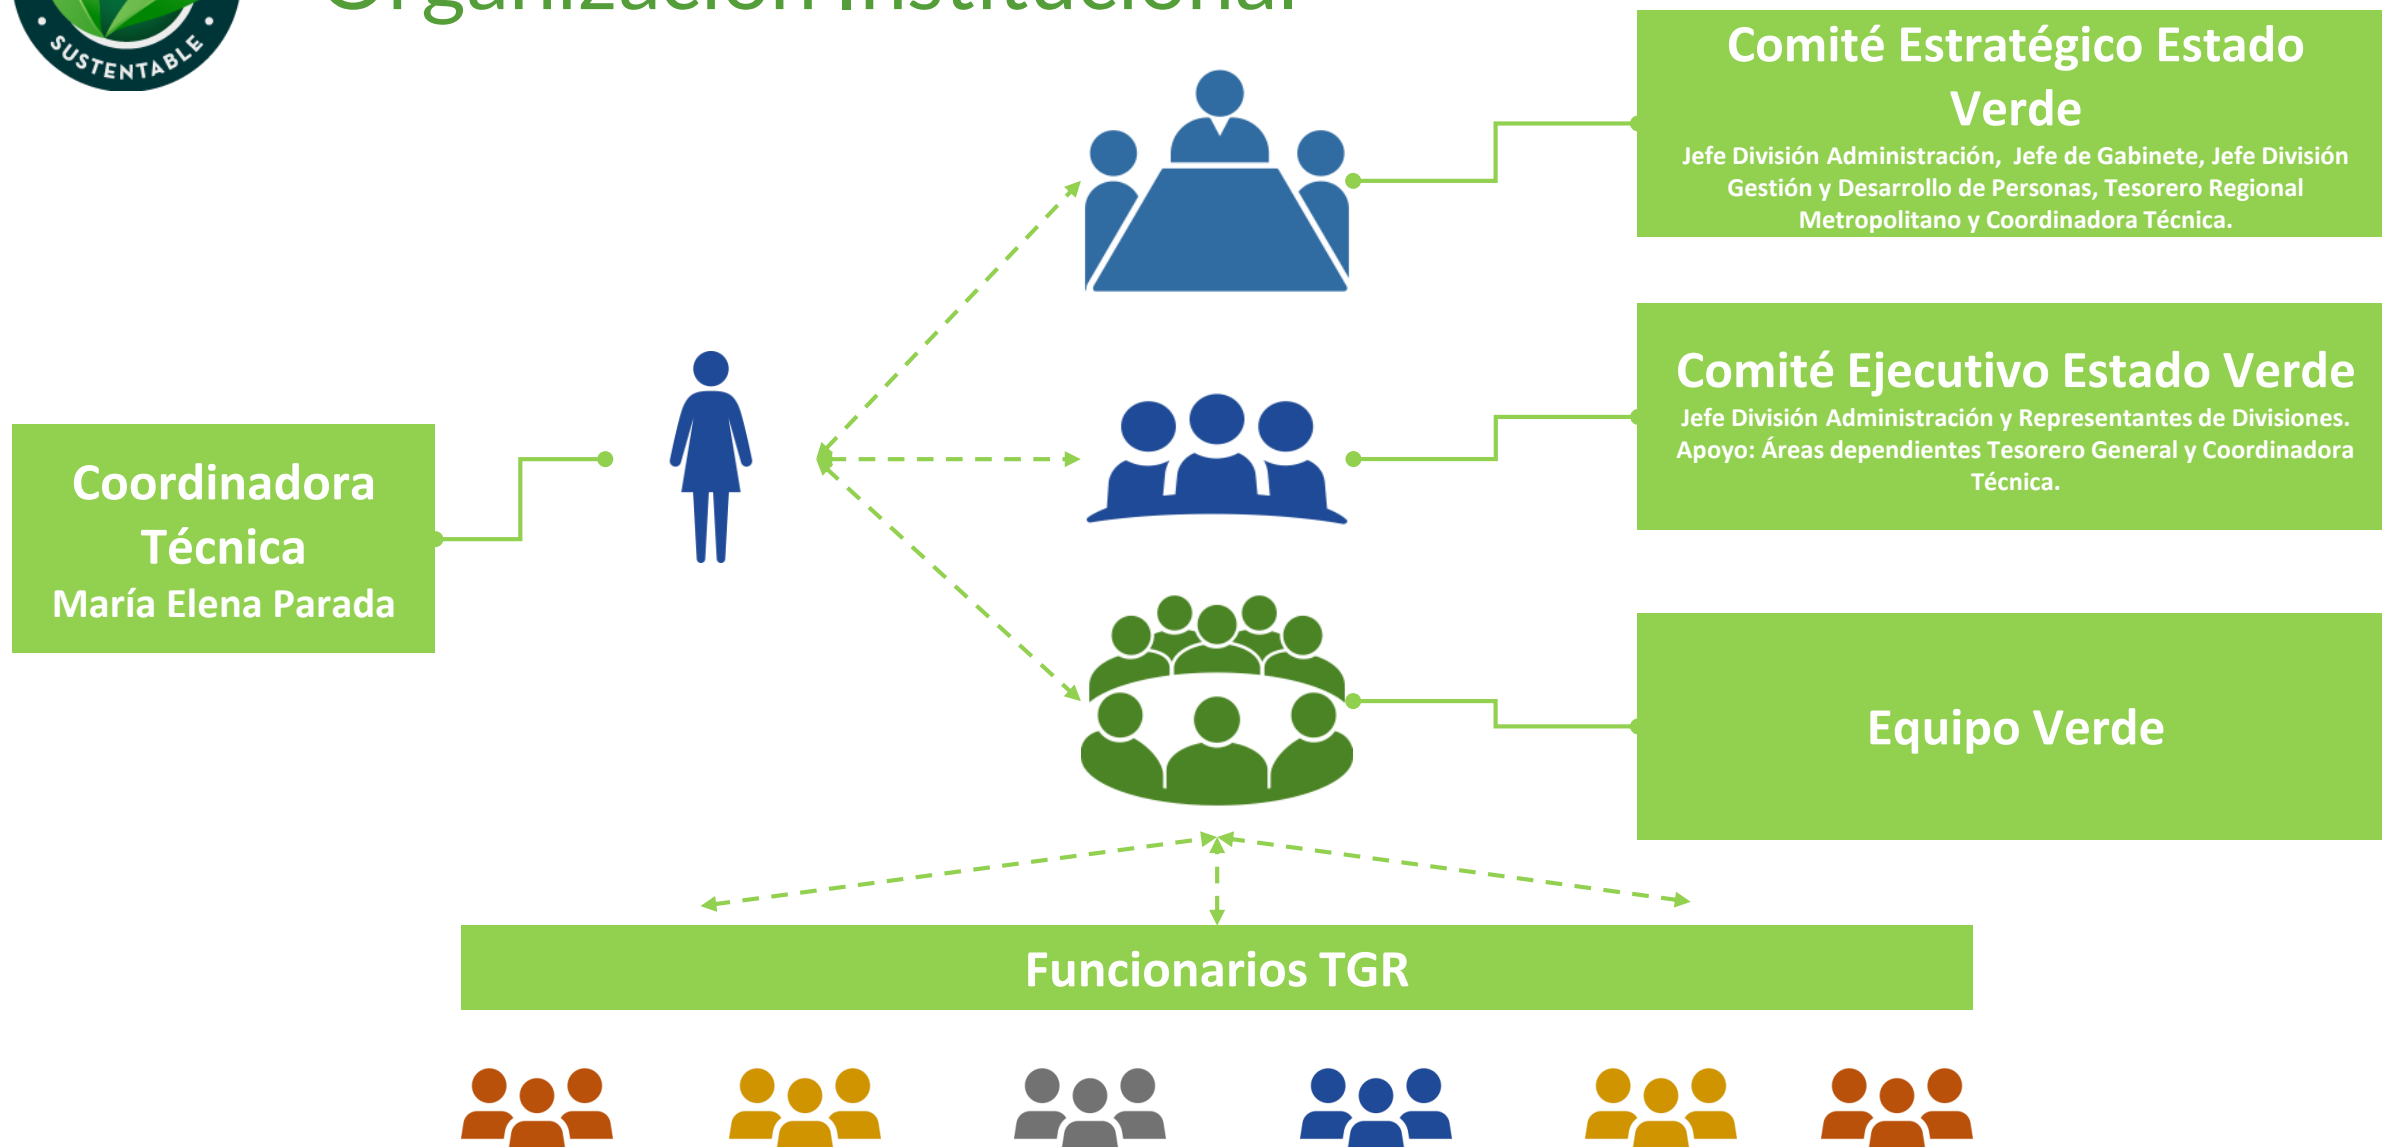 SUSTENTABLE
Organización Institucional
Comité Estratégico Estado
Verde
Jefe División Administración, Jefe de Gabinete, Jefe División
Gestión y Desarrollo de Personas, Tesorero Regional
Metropolitano y Coordinadora Técnica.
Comité Ejecutivo Estado Verde
Jefe División Administración y Representantes de Divisiones.
Apoyo: Áreas dependientes Tesorero General y Coordinadora
Técnica.
Coordinadora
Técnica
María Elena Parada
Equipo Verde
Funcionarios TGR